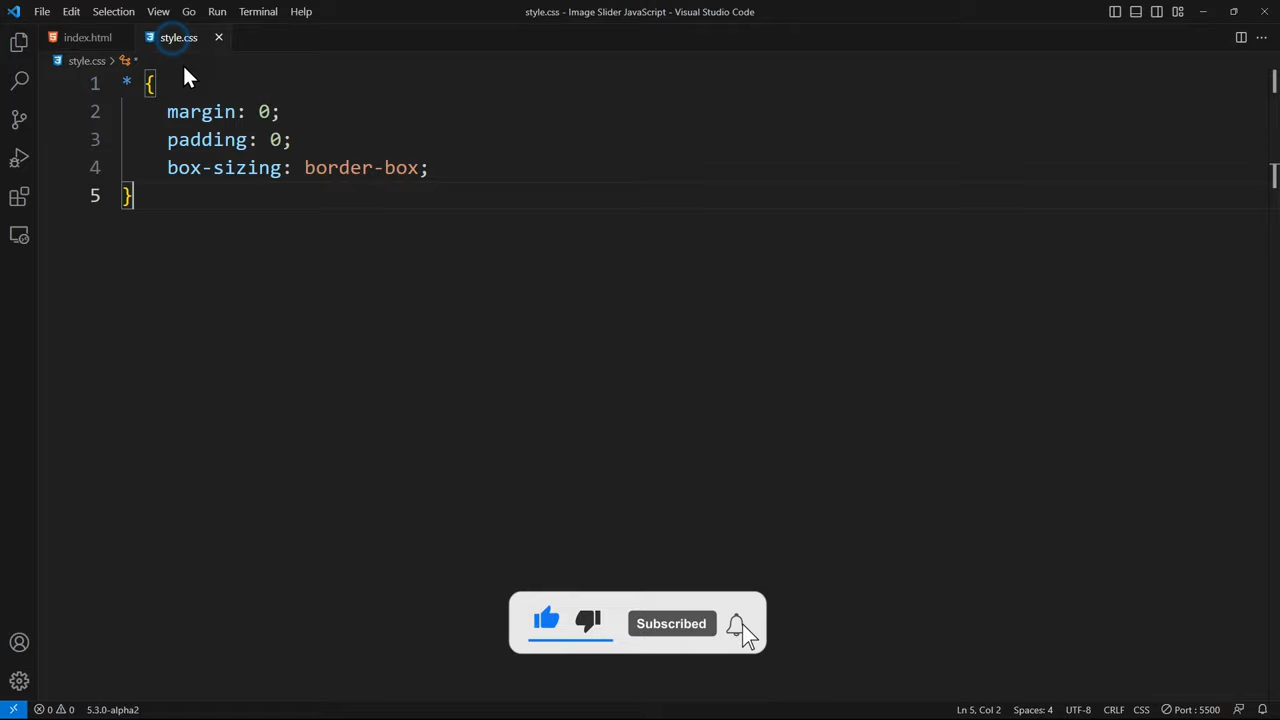 File Edit Selection View Go Run Terminal Help
style.css - Image Slider JavaScript - Visual Studio Code
index.html
style.css
style.css > *
1 * {
2 margin: 0;
3 padding: 0;
4 box-sizing: border-box;
5 }
Subscribed
0 0 5.3.0-alpha2
Ln 5, Col 2 Spaces: 4 UTF-8 CRLF CSS Port : 5500